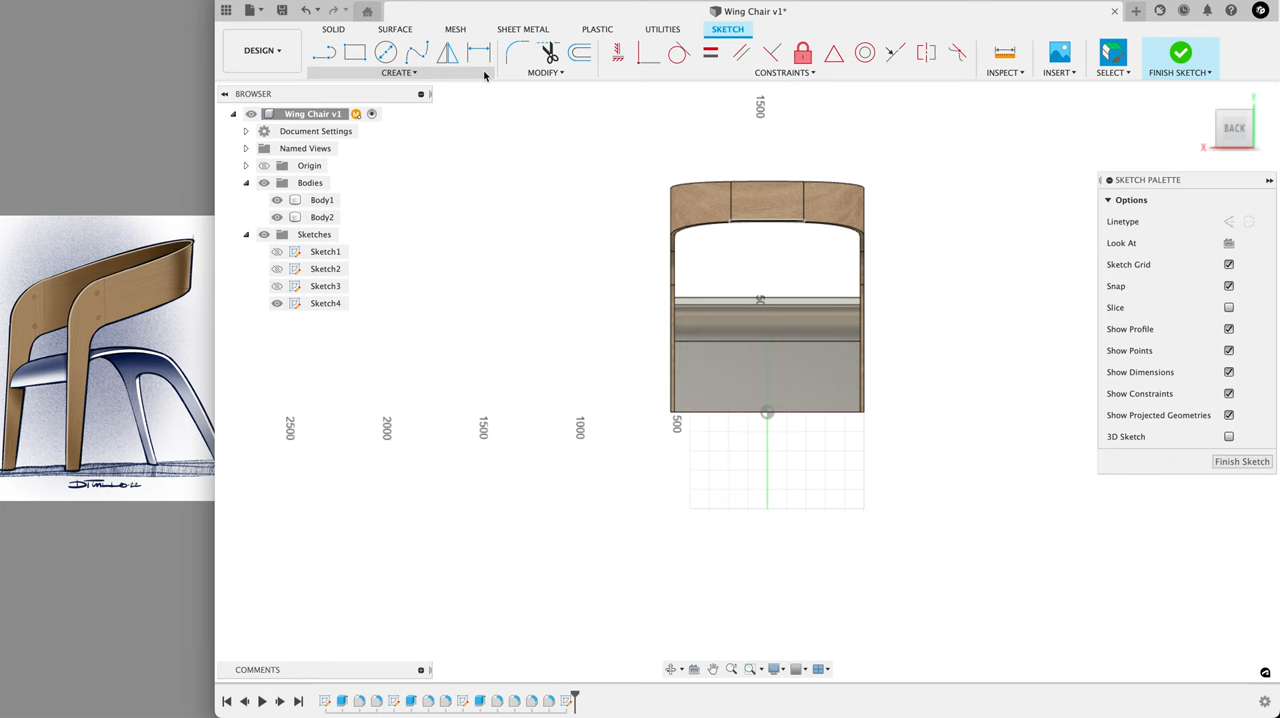 Wing Chair v1*
SOLID SURFACE MESH SHEET METAL PLASTIC UTILITIES SKETCH
DESIGN
CREATE MODIFY CONSTRAINTS INSPECT INSERT SELECT FINISH SKETCH
BROWSER
Wing Chair v1
Document Settings
Named Views
Origin
Bodies
Body1
Body2
Sketches
Sketch1
Sketch2
Sketch3
Sketch4
1500
50
2500 2000 1500 1000 500
BACK
X
Y
SKETCH PALETTE
Options
Linetype
Look At
Sketch Grid
Snap
Slice
Show Profile
Show Points
Show Dimensions
Show Constraints
Show Projected Geometries
3D Sketch
Finish Sketch
COMMENTS